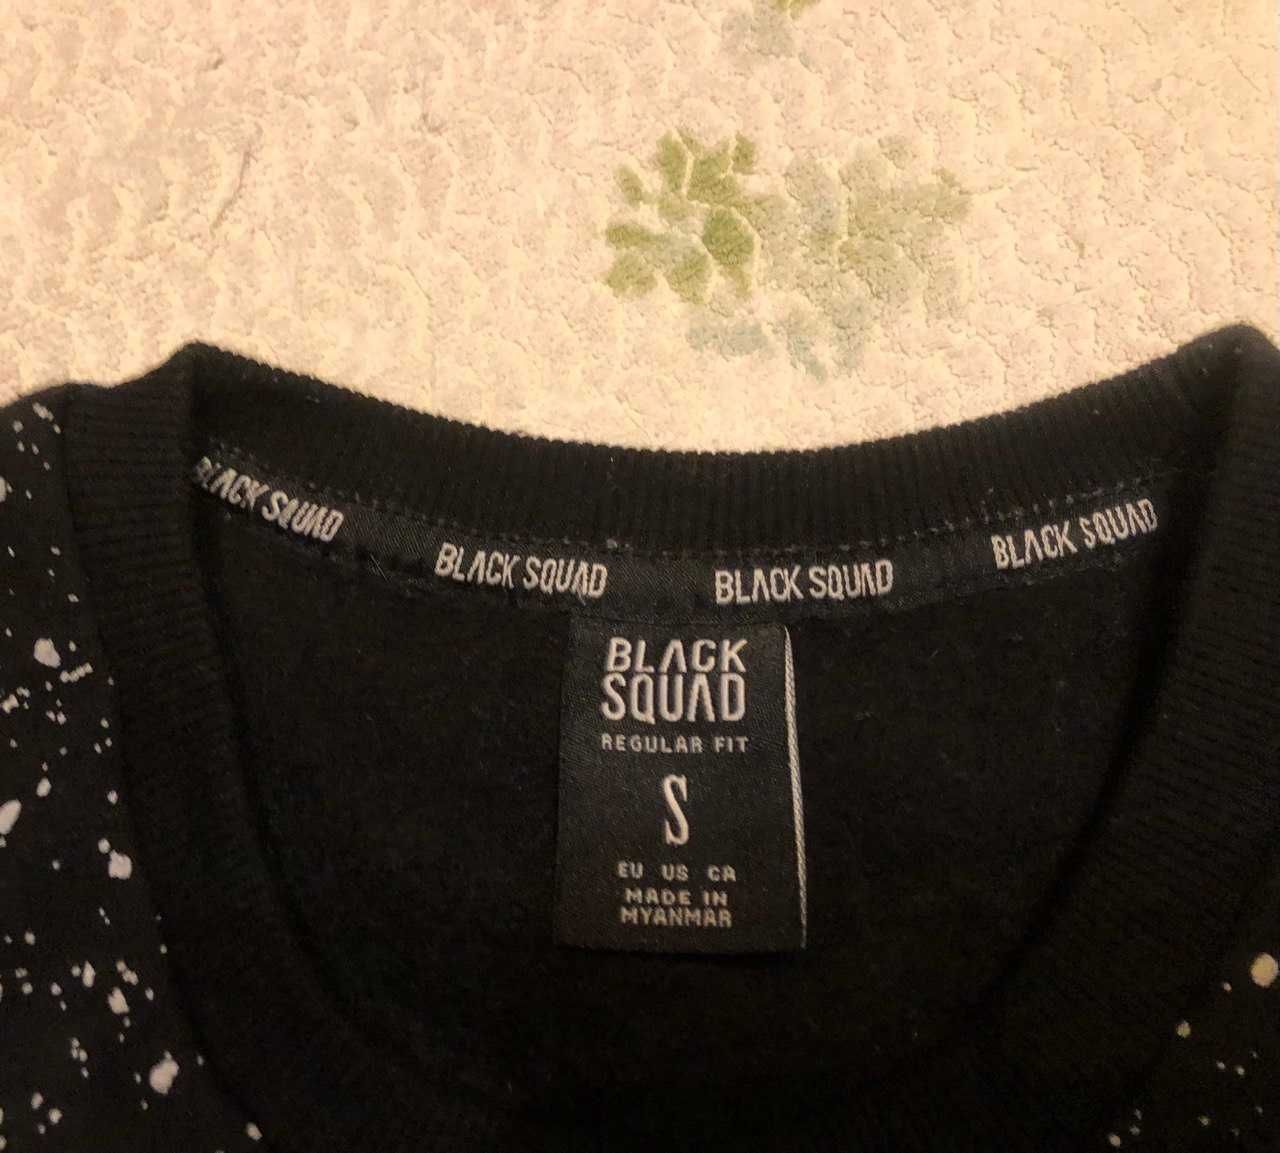 BLACK SQUAD
BLACK SQUAD
BLACK SQUAD
BLACK SQUAD
BLACK
SQUAD
REGULAR FIT
S
EU US CA
MADE IN
MYANMAR